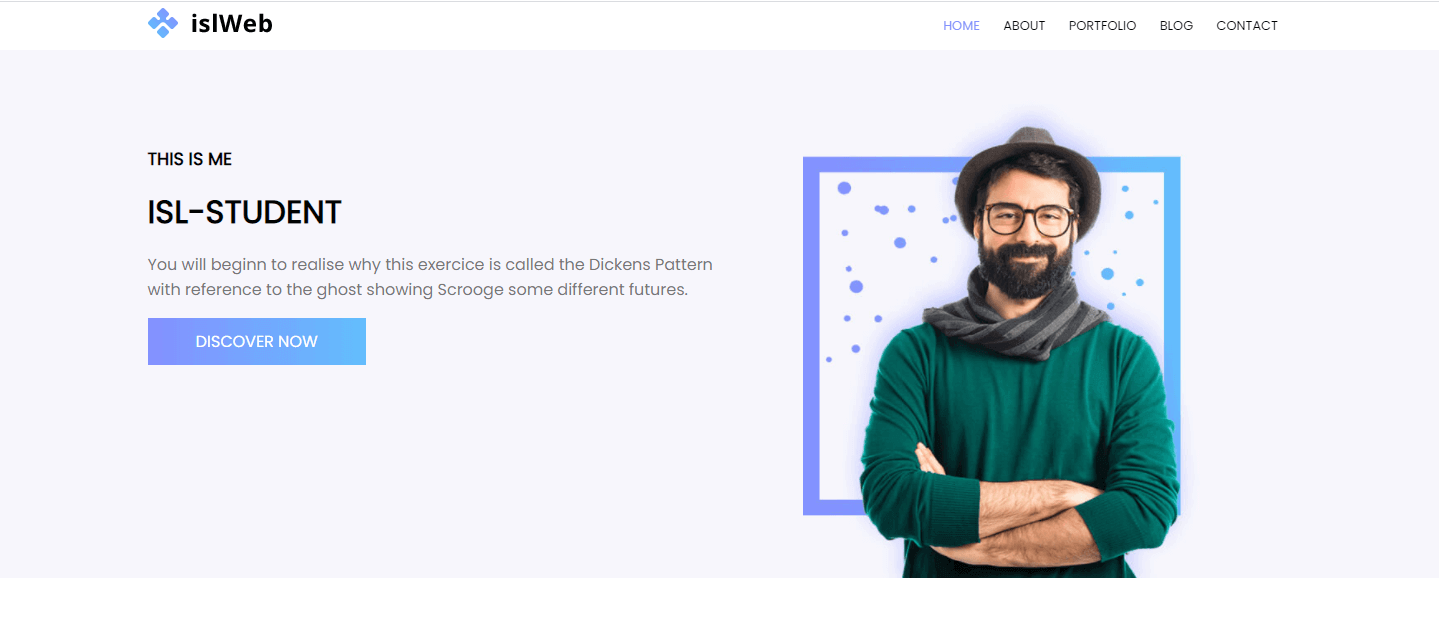 islWeb
HOME ABOUT PORTFOLIO BLOG CONTACT
THIS IS ME
ISL-STUDENT
You will beginn to realise why this exercice is called the Dickens Pattern
with reference to the ghost showing Scrooge some different futures.
DISCOVER NOW